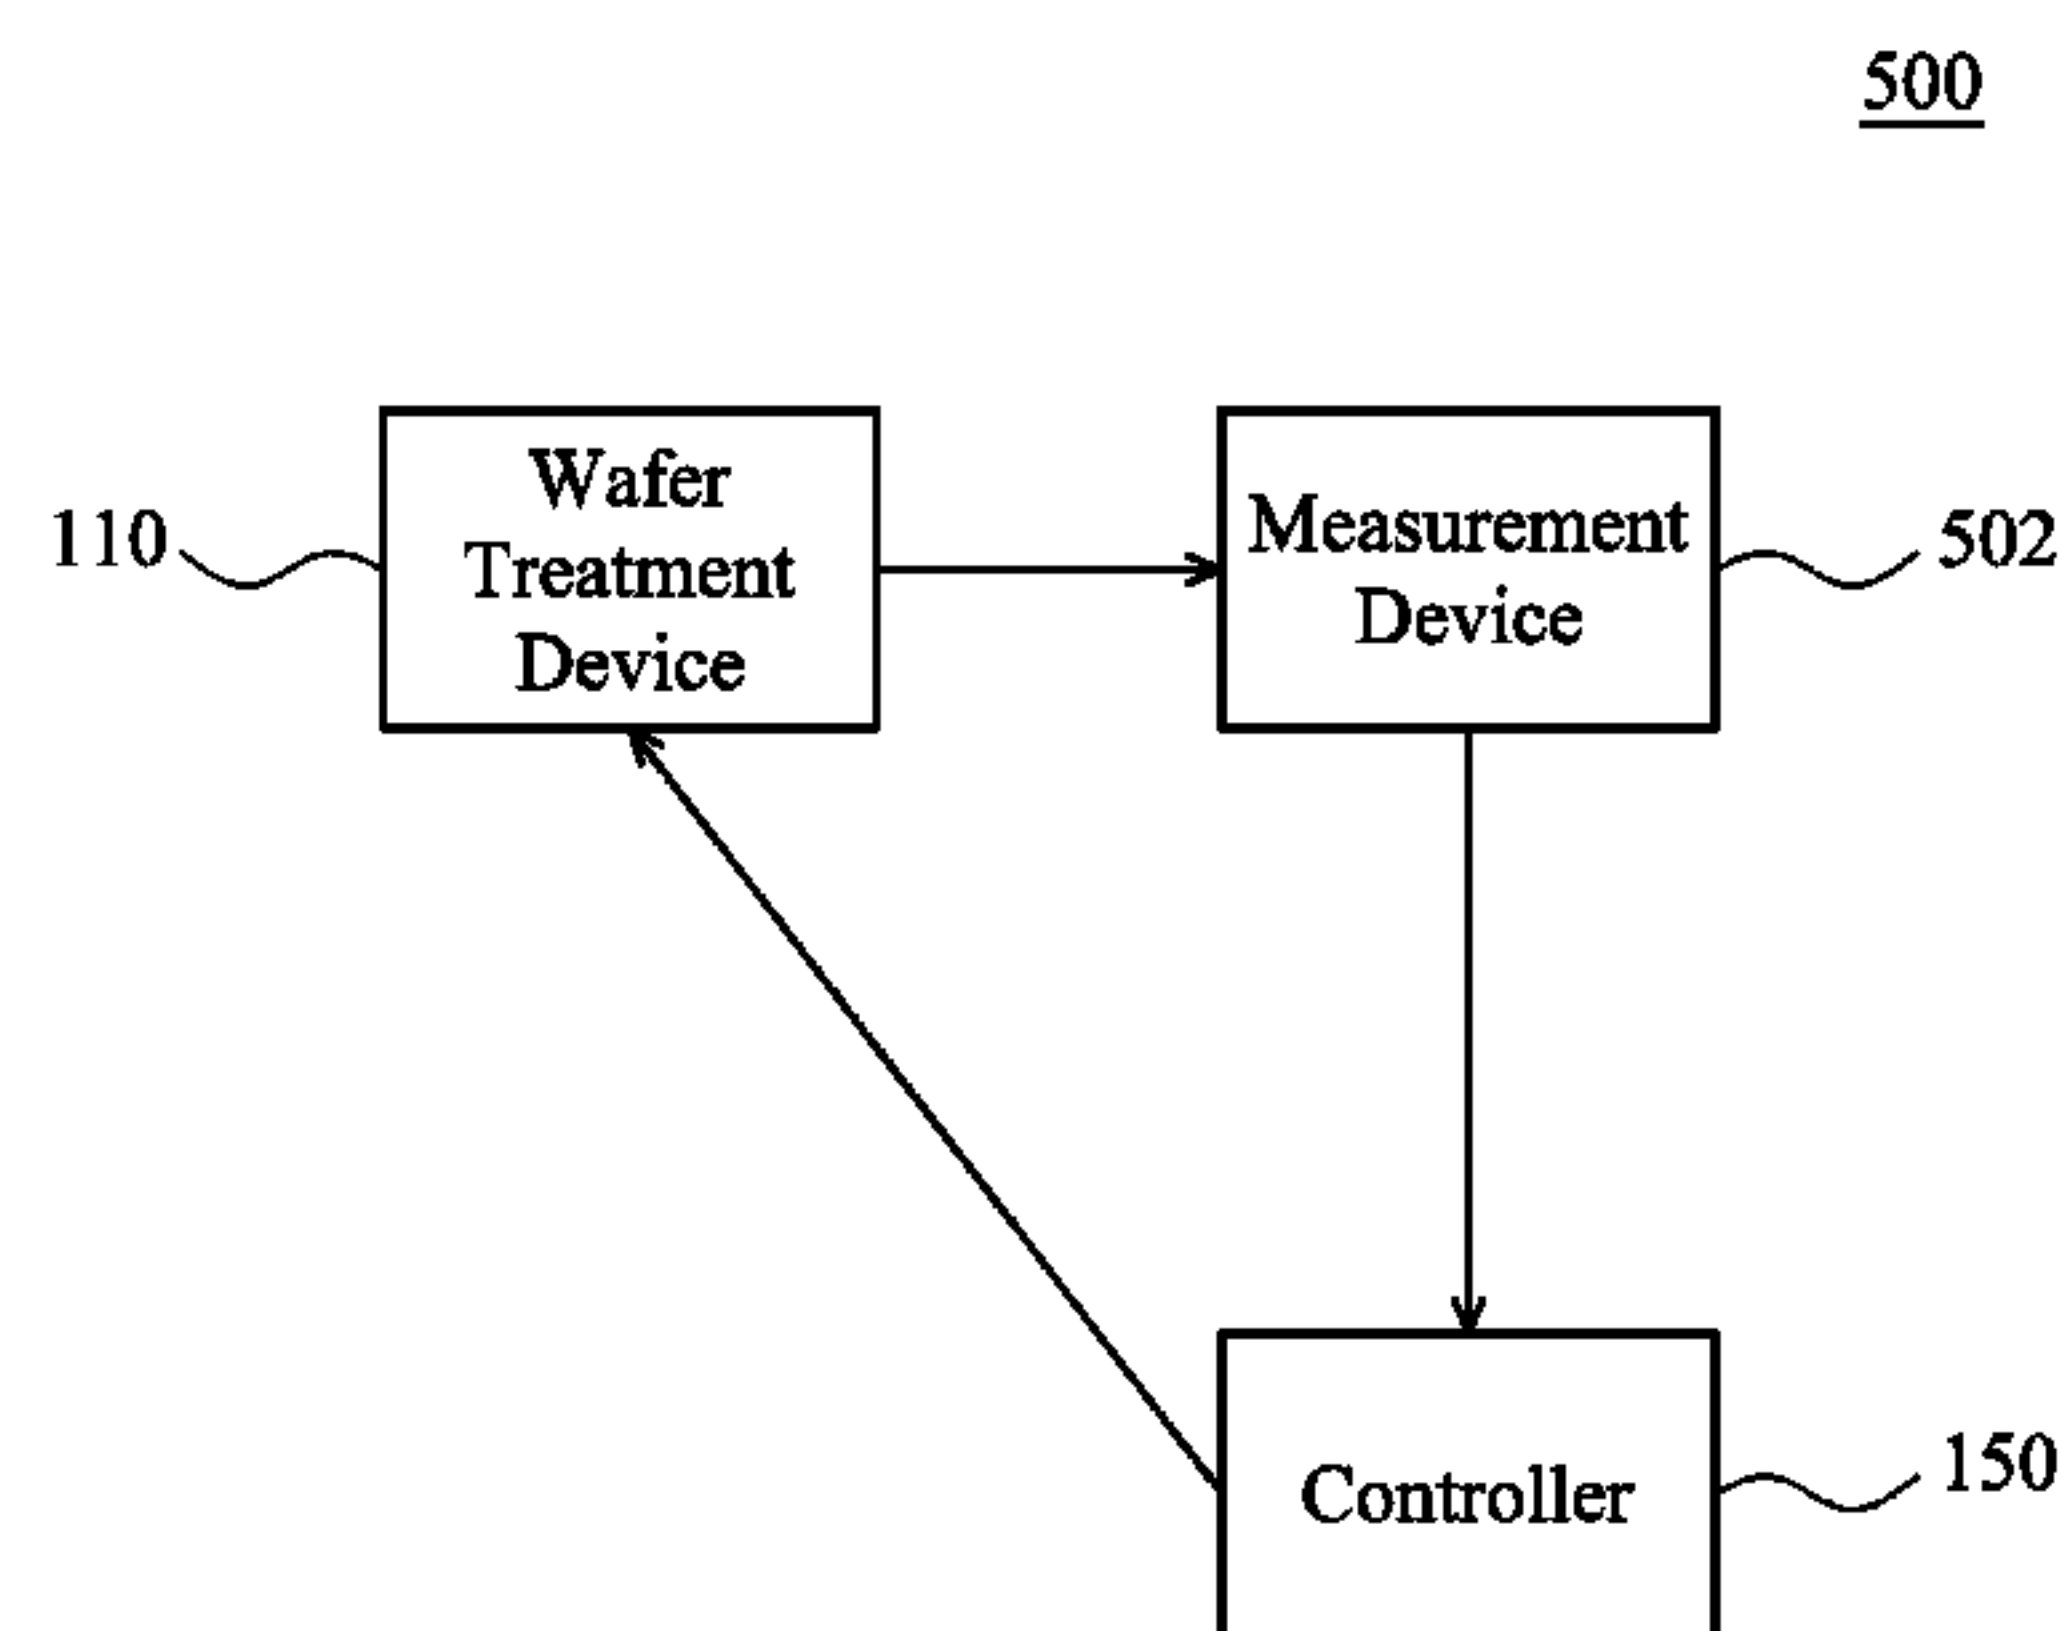 500
Wafer
Treatment
Device
110
Measurement
Device
502
Controller
150